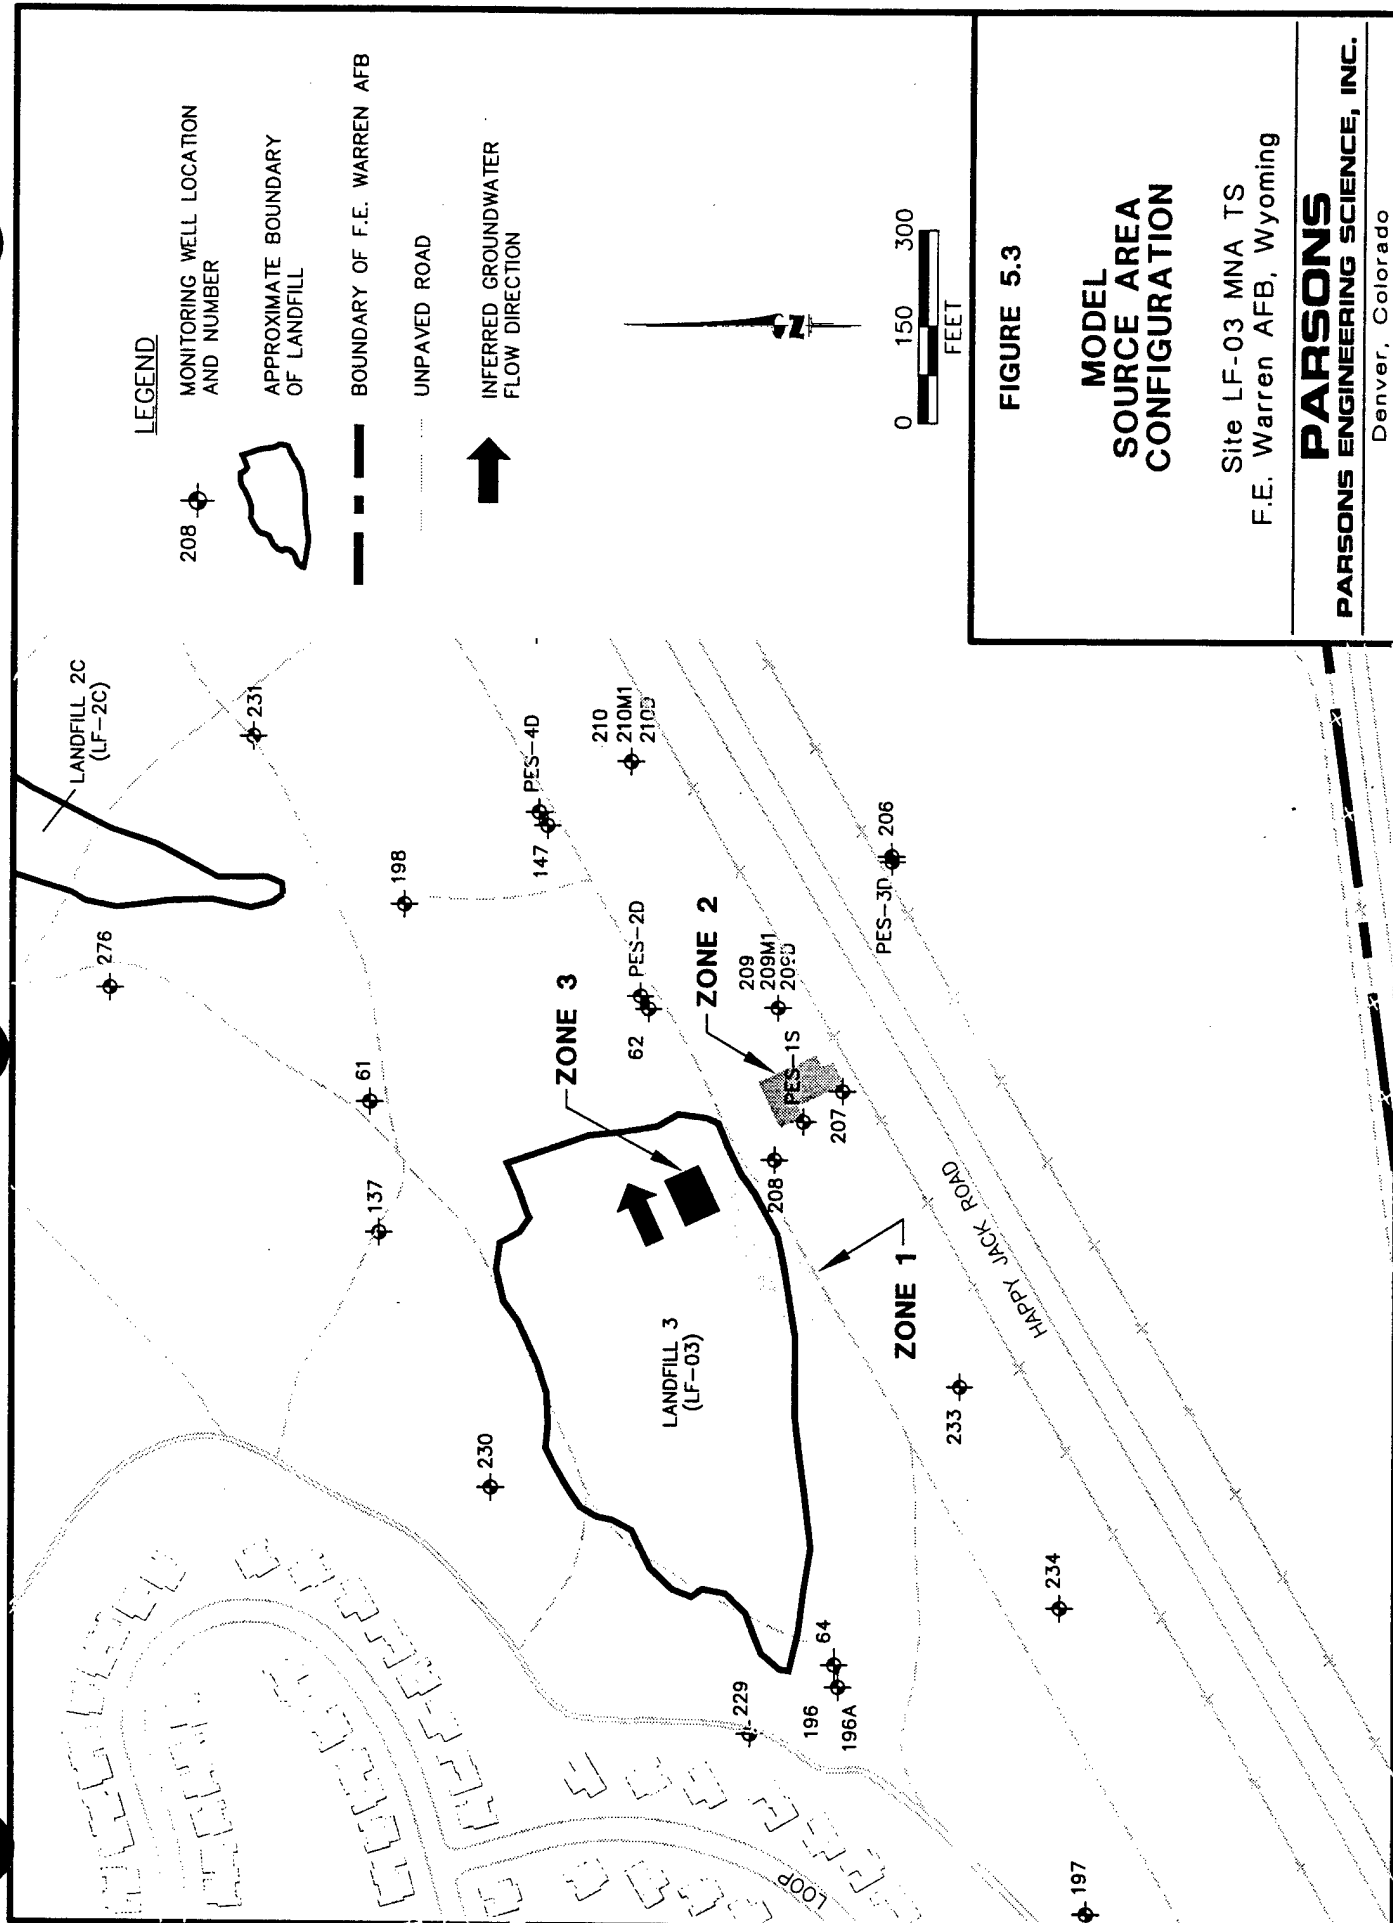 LEGEND
208
MONITORING WELL LOCATION
AND NUMBER
APPROXIMATE BOUNDARY
OF LANDFILL
BOUNDARY OF F.E. WARREN AFB
UNPAVED ROAD
INFERRED GROUNDWATER
FLOW DIRECTION
N
0 150 300
FEET
LANDFILL 2C
(LF-2C)
231
276
198
PES-4D
147
210
210M1
210D
61
137
PES-2D
62
ZONE 3
ZONE 2
209
209M1
209D
PES-1S
207
208
PES-3D
206
230
LANDFILL 3
(LF-03)
ZONE 1
HAPPY JACK ROAD
233
234
229
64
196
196A
197
LOOP
FIGURE 5.3
MODEL
SOURCE AREA
CONFIGURATION
Site LF-03 MNA TS
F.E. Warren AFB, Wyoming
PARSONS
PARSONS ENGINEERING SCIENCE, INC.
Denver, Colorado